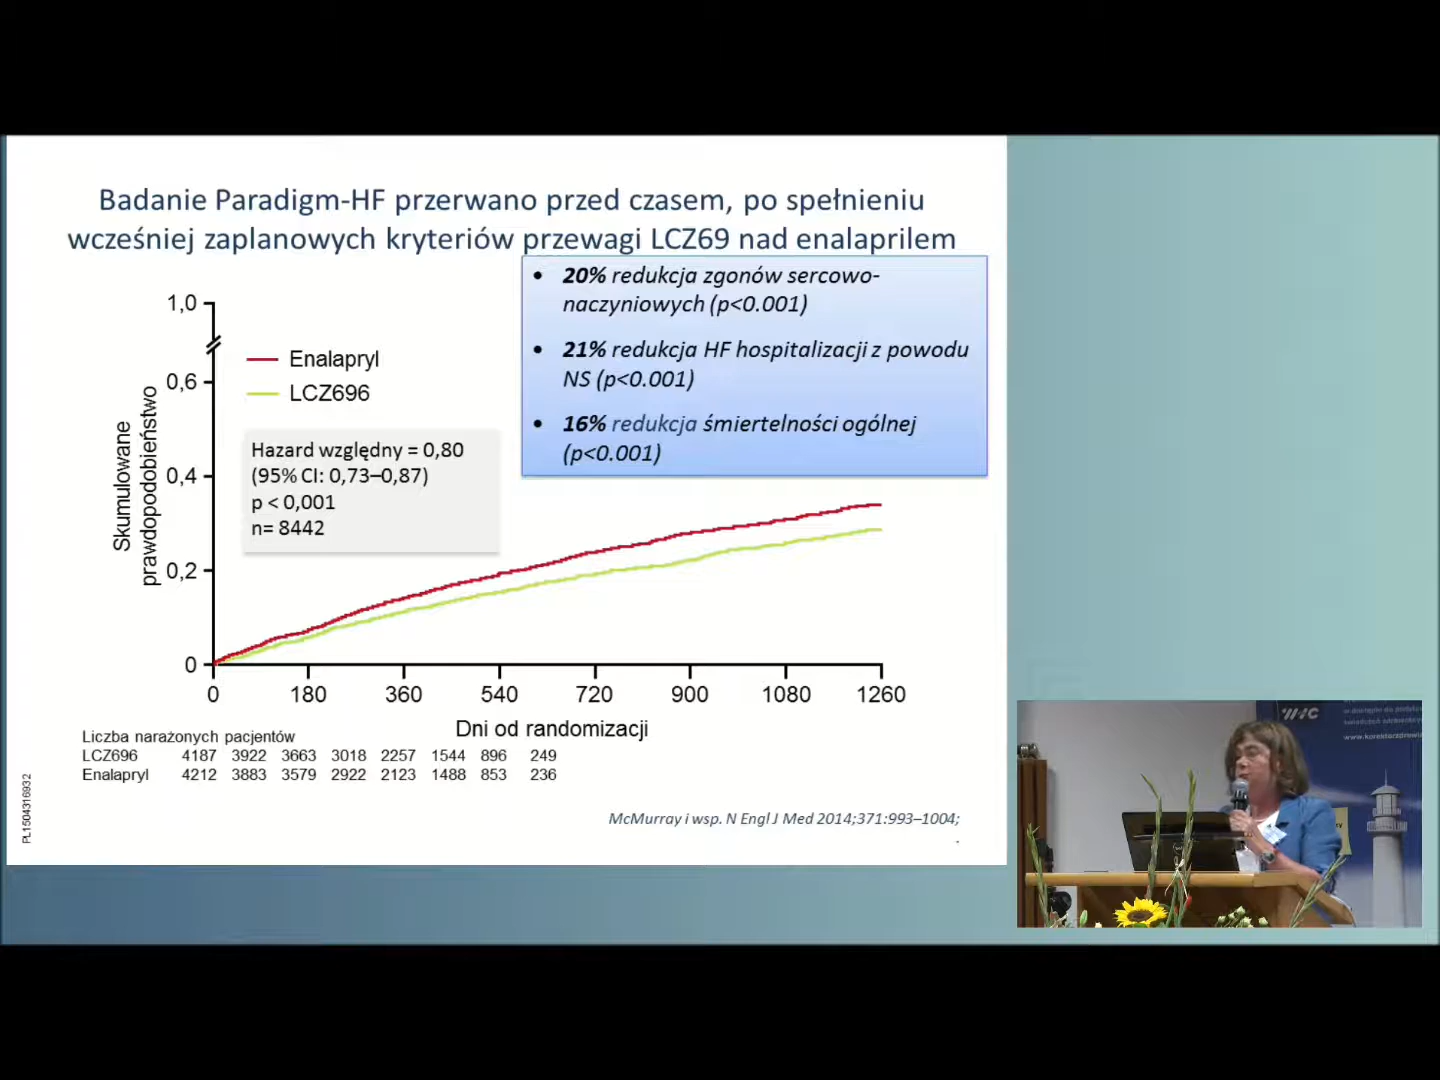 Badanie Paradigm-HF przerwano przed czasem, po spełnieniu
wcześniej zaplanowych kryteriów przewagi LCZ69 nad enalaprilem
• 20% redukcja zgonów sercowo-
naczyniowych (p<0.001)
• 21% redukcja HF hospitalizacji z powodu
NS (p<0.001)
• 16% redukcja śmiertelności ogólnej
(p<0.001)
Enalapryl
LCZ696
Hazard względny = 0,80
(95% CI: 0,73–0,87)
p < 0,001
n= 8442
Skumulowane
prawdopodobieństwo
1,0
0,6
0,4
0,2
0
0 180 360 540 720 900 1080 1260
Dni od randomizacji
Liczba narażonych pacjentów
LCZ696 4187 3922 3663 3018 2257 1544 896 249
Enalapryl 4212 3883 3579 2922 2123 1488 853 236
McMurray i wsp. N Engl J Med 2014;371:993–1004;
.
PL1504316932